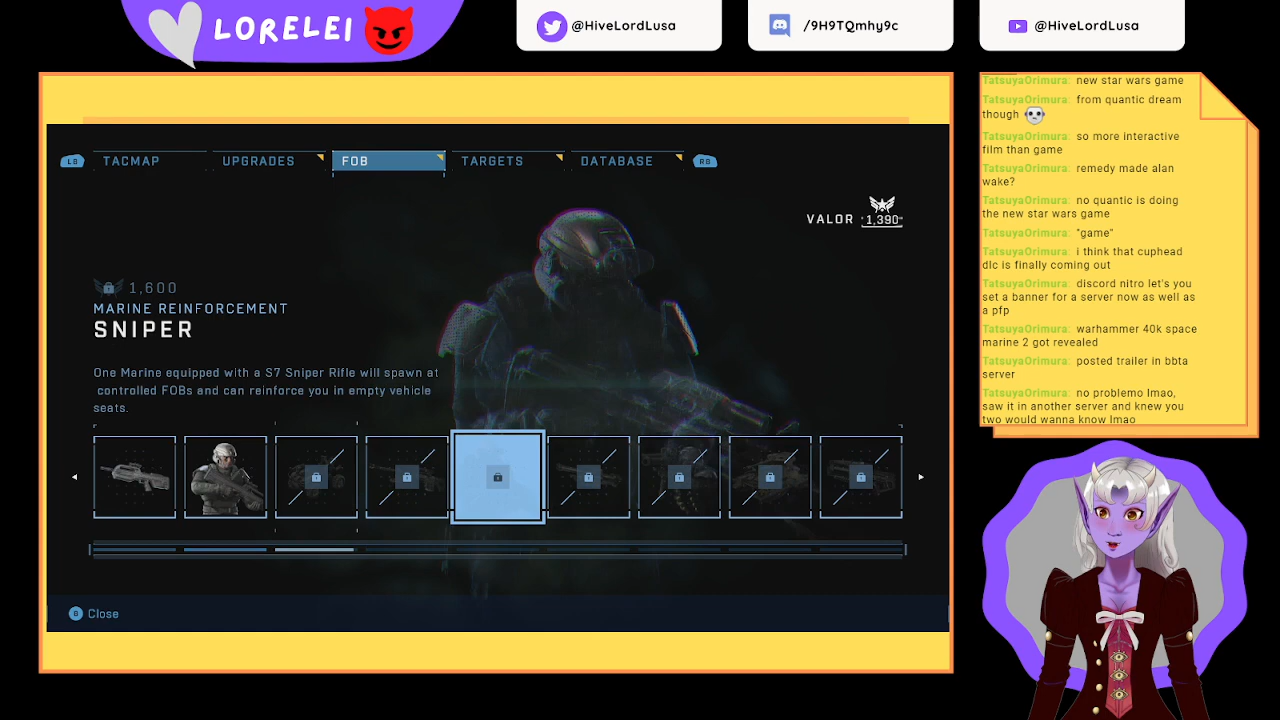 LORELEI
@HiveLordLusa
/9H9TQmhy9c
@HiveLordLusa
LB
TACMAP
UPGRADES
FOB
TARGETS
DATABASE
RB
VALOR 1,390
1,600
MARINE REINFORCEMENT
SNIPER
One Marine equipped with a S7 Sniper Rifle will spawn at
controlled FOBs and can reinforce you in empty vehicle
seats.
B Close
TatsuyaOrimura: new star wars game
TatsuyaOrimura: from quantic dream
though
TatsuyaOrimura: so more interactive
film than game
TatsuyaOrimura: remedy made alan
wake?
TatsuyaOrimura: no quantic is doing
the new star wars game
TatsuyaOrimura: "game"
TatsuyaOrimura: i think that cuphead
dlc is finally coming out
TatsuyaOrimura: discord nitro let's you
set a banner for a server now as well as
a pfp
TatsuyaOrimura: warhammer 40k space
marine 2 got revealed
TatsuyaOrimura: posted trailer in bbta
server
TatsuyaOrimura: no problemo lmao,
saw it in another server and knew you
two would wanna know lmao